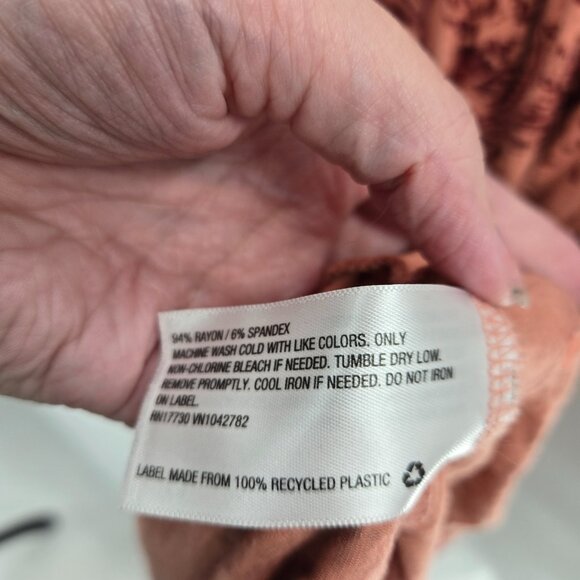 94% RAYON / 6% SPANDEX
MACHINE WASH COLD WITH LIKE COLORS. ONLY
NON-CHLORINE BLEACH IF NEEDED. TUMBLE DRY LOW.
REMOVE PROMPTLY. COOL IRON IF NEEDED. DO NOT IRON
ON LABEL.
RN17730 VN1042782
LABEL MADE FROM 100% RECYCLED PLASTIC